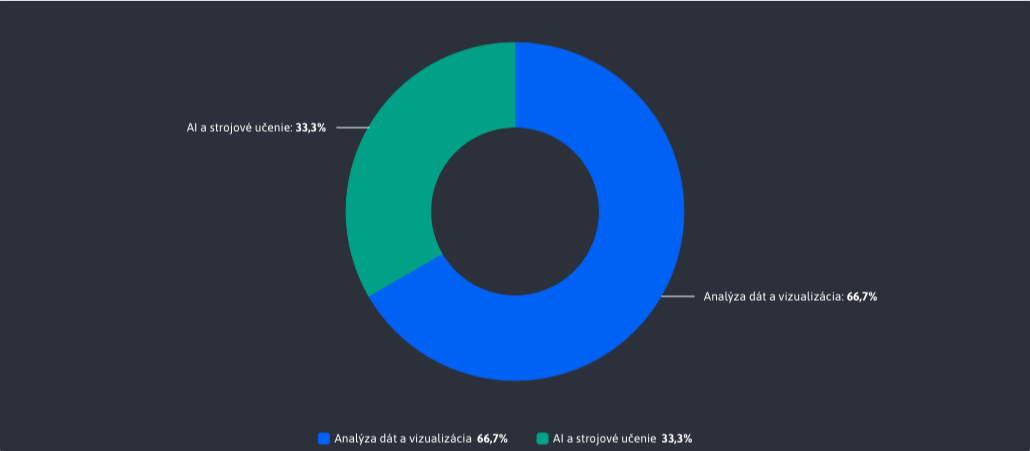 AI a strojové učenie: 33,3%
Analýza dát a vizualizácia: 66,7%
Analýza dát a vizualizácia 66,7% AI a strojové učenie 33,3%